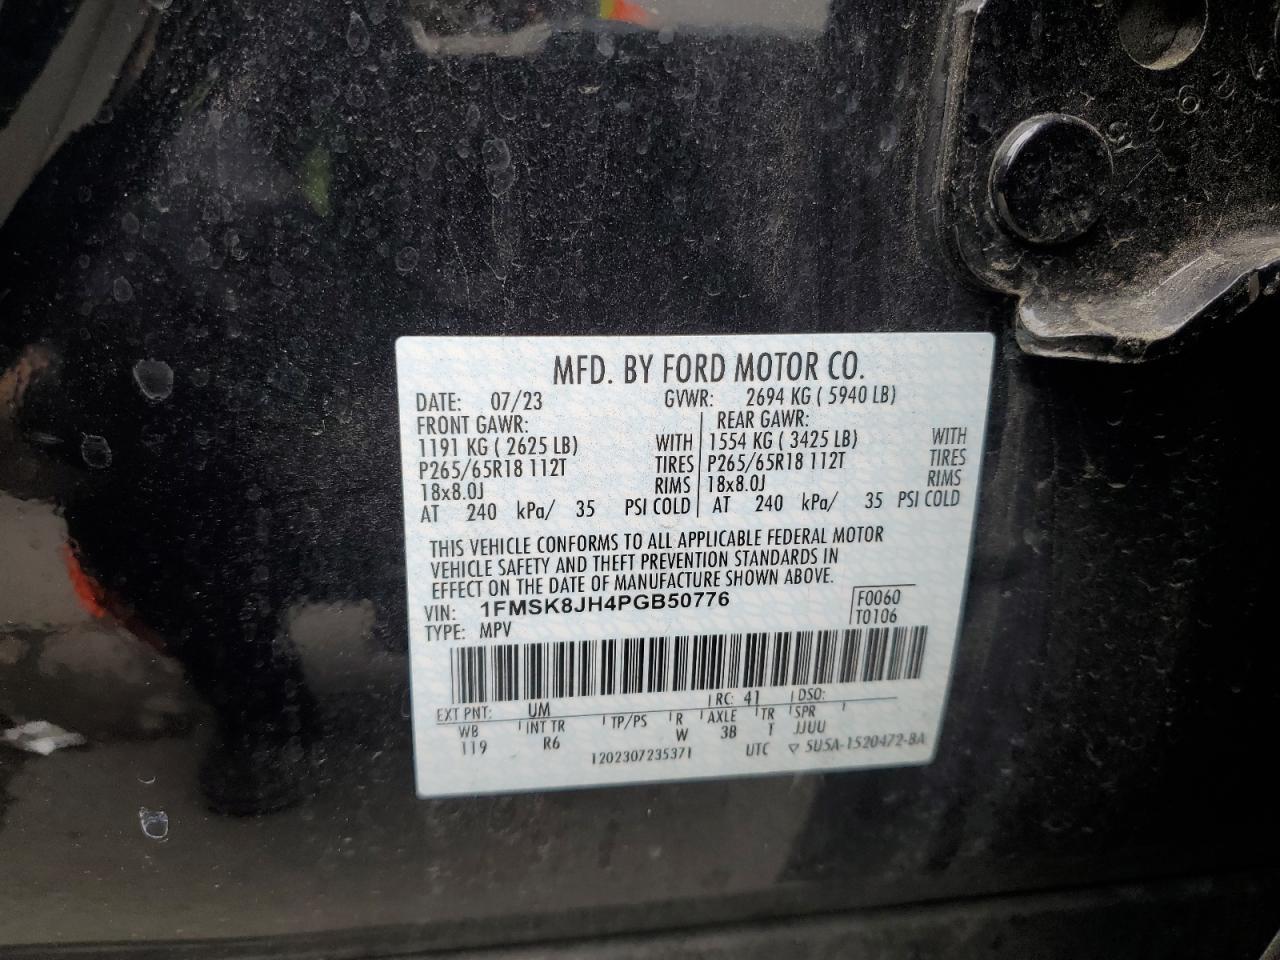 MFD. BY FORD MOTOR CO.
DATE: 07/23 GVWR: 2694 KG ( 5940 LB)
FRONT GAWR: REAR GAWR:
1191 KG ( 2625 LB) WITH 1554 KG ( 3425 LB) WITH
P265/65R18 112T TIRES P265/65R18 112T TIRES
18x8.0J RIMS 18x8.0J RIMS
AT 240 kPa/ 35 PSI COLD AT 240 kPa/ 35 PSI COLD
THIS VEHICLE CONFORMS TO ALL APPLICABLE FEDERAL MOTOR
VEHICLE SAFETY AND THEFT PREVENTION STANDARDS IN
EFFECT ON THE DATE OF MANUFACTURE SHOWN ABOVE.
VIN: 1FMSK8JH4PGB50776 F0060
TYPE: MPV T0106
EXT PNT: UM RC: 41 DSO:
WB INT TR TP/PS R AXLE TR SPR
119 R6 W 3B T JJUU
1202307235371 UTC ▽ 5U5A-1520472-BA